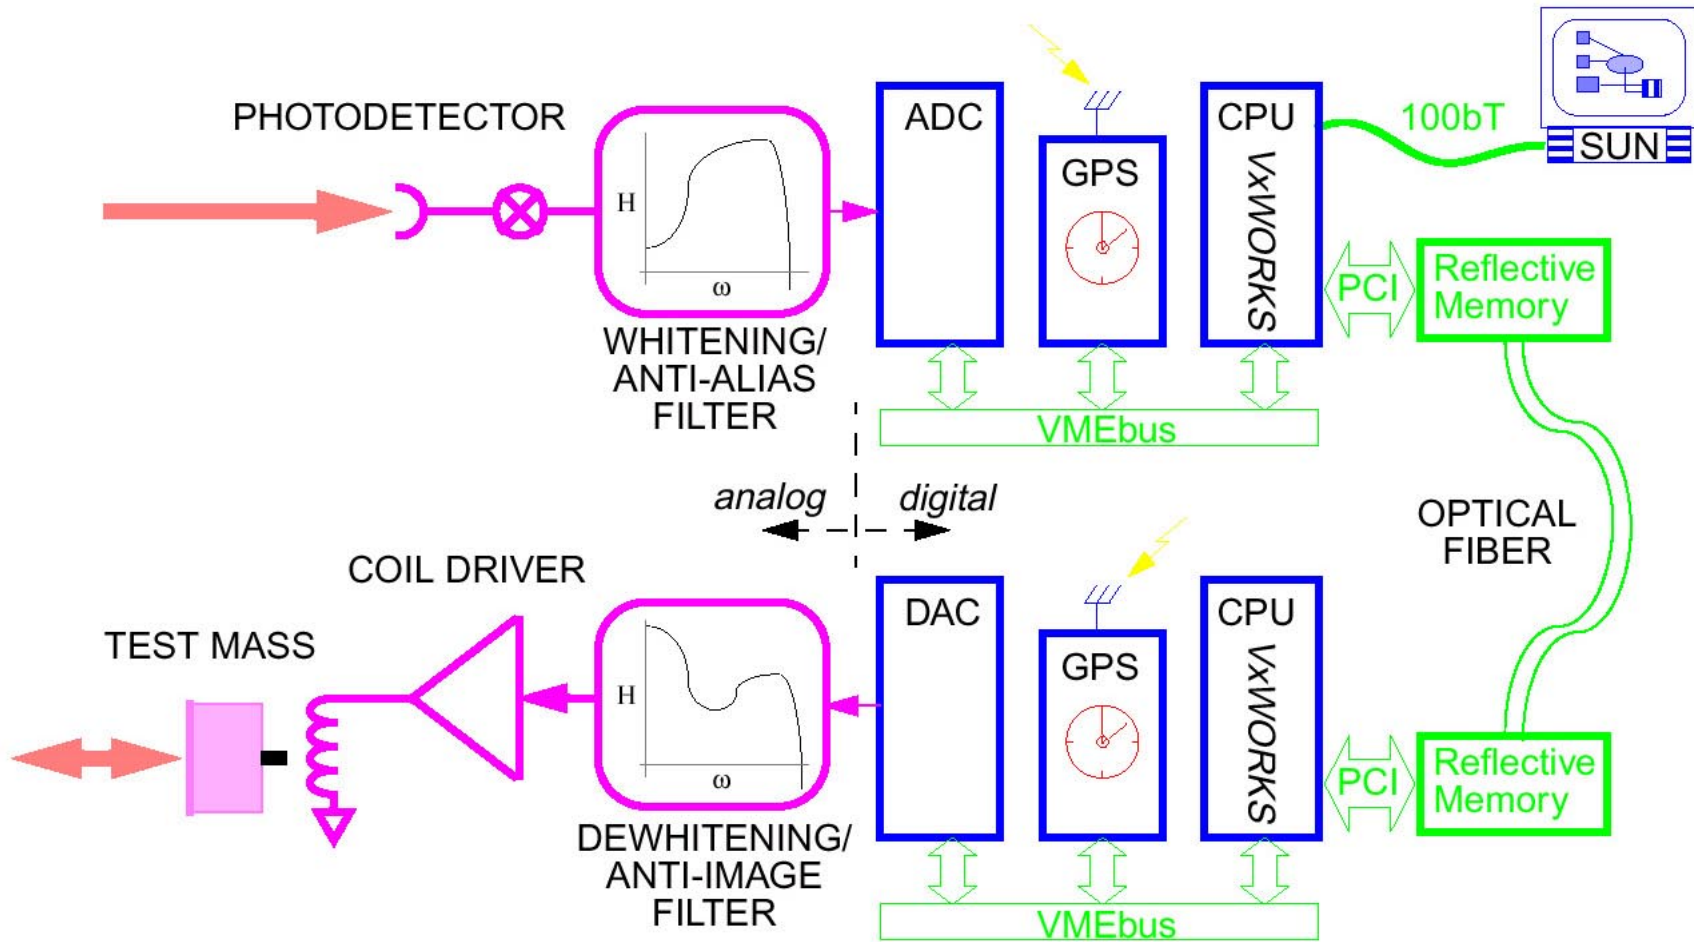 PHOTODETECTOR
H
ω
WHITENING/
ANTI-ALIAS
FILTER
ADC
GPS
CPU
VxWORKS
100bT
SUN
PCI
Reflective
Memory
VMEbus
analog
digital
OPTICAL
FIBER
COIL DRIVER
TEST MASS
H
ω
DEWHITENING/
ANTI-IMAGE
FILTER
DAC
GPS
CPU
VxWORKS
PCI
Reflective
Memory
VMEbus